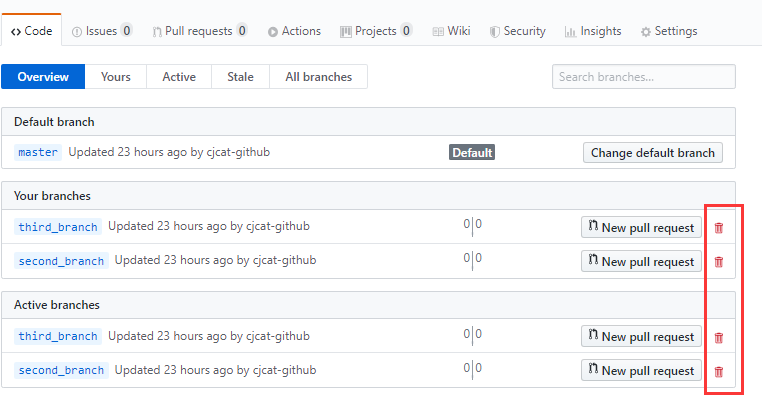 Code Issues 0 Pull requests 0 Actions Projects 0 Wiki Security Insights Settings
Overview Yours Active Stale All branches Search branches...
Default branch
master Updated 23 hours ago by cjcat-github Default Change default branch
Your branches
third_branch Updated 23 hours ago by cjcat-github 0 0 New pull request
second_branch Updated 23 hours ago by cjcat-github 0 0 New pull request
Active branches
third_branch Updated 23 hours ago by cjcat-github 0 0 New pull request
second_branch Updated 23 hours ago by cjcat-github 0 0 New pull request